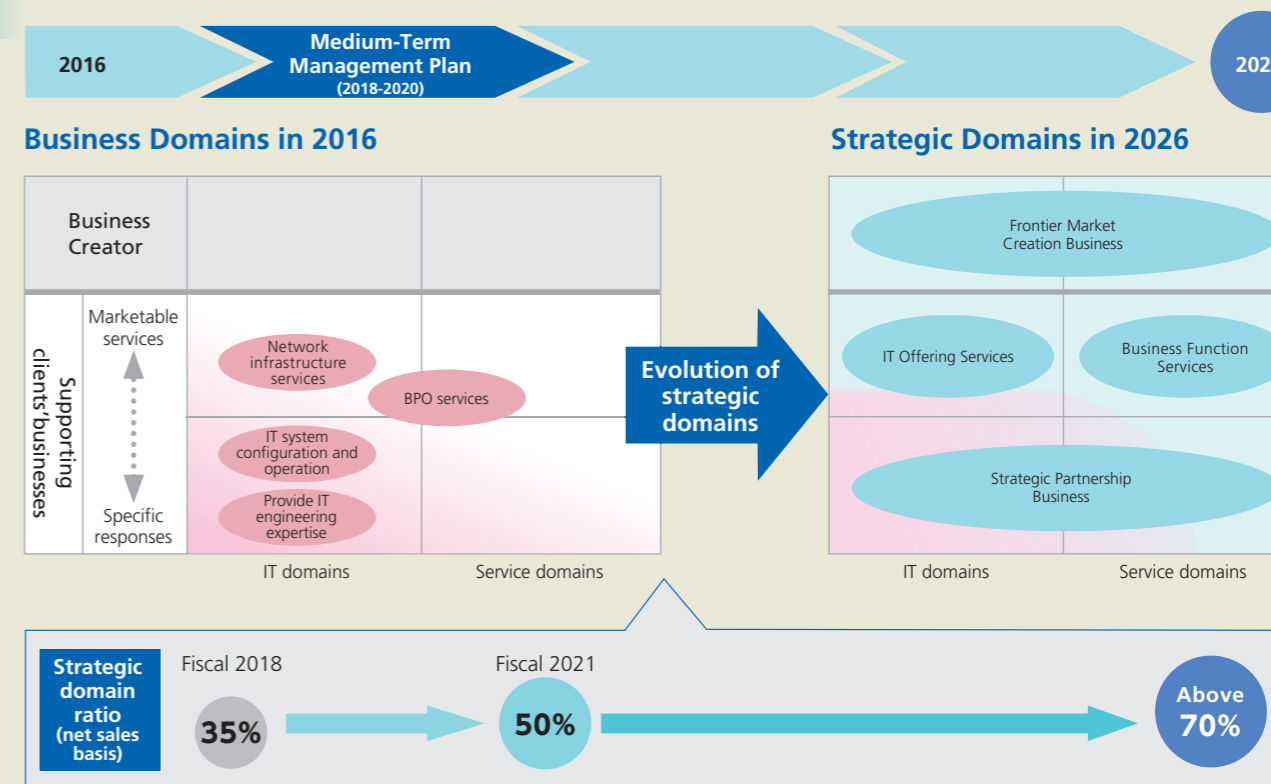 2016
Medium-Term
Management Plan
(2018-2020)
202
Business Domains in 2016
Strategic Domains in 2026
Business
Creator
Supporting
clients' businesses
Marketable
services
Specific
responses
Network
infrastructure
services
BPO services
IT system
configuration and
operation
Provide IT
engineering
expertise
IT domains
Service domains
Evolution of
strategic
domains
Frontier Market
Creation Business
IT Offering Services
Business Function
Services
Strategic Partnership
Business
IT domains
Service domains
Strategic
domain
ratio
(net sales
basis)
Fiscal 2018
35%
Fiscal 2021
50%
Above
70%